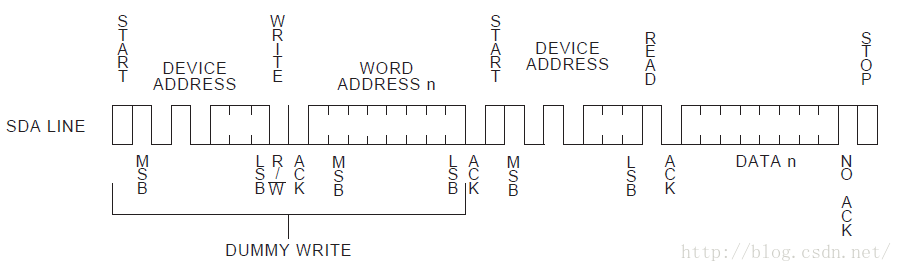 START
DEVICE
ADDRESS
WRITE
WORD
ADDRESS n
START
DEVICE
ADDRESS
READ
STOP
SDA LINE
MSB
LSB
R/W
ACK
MSB
LSB
ACK
MSB
LSB
ACK
DATA n
NO ACK
DUMMY WRITE
http://blog.csdn.net/